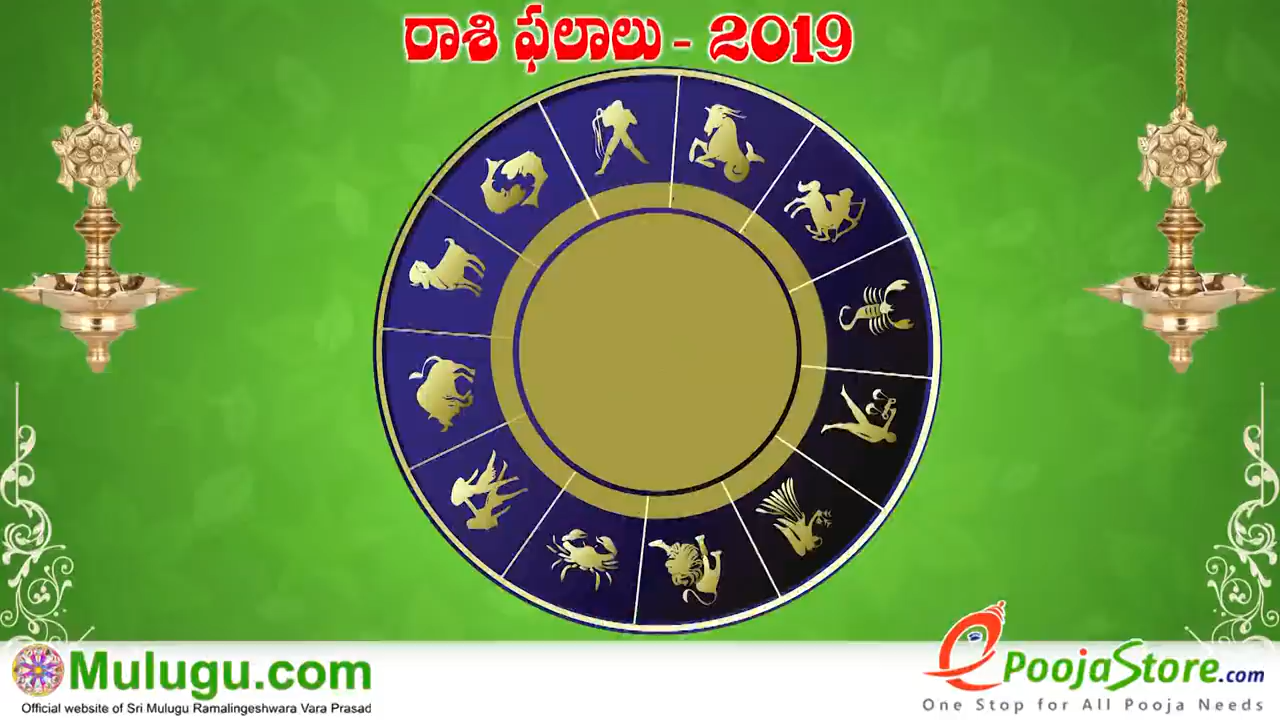 రాశి ఫలాలు - 2019
Mulugu.com
Official website of Sri Mulugu Ramalingeshwara Vara Prasad
ePoojaStore.com
One Stop for All Pooja Needs